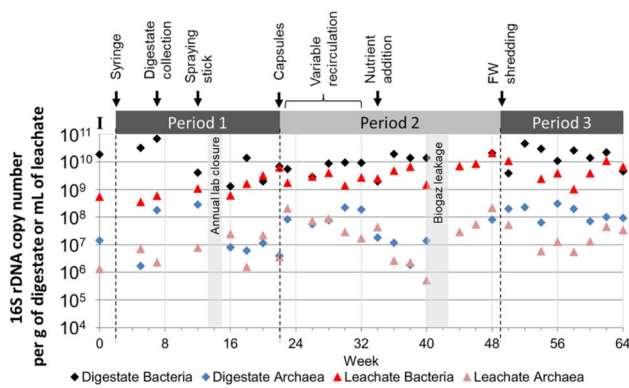 Syringe
Digestate
collection
Spraying
stick
Capsules
Variable
recirculation
Nutrient
addition
FW
shredding
I
Period 1
Period 2
Period 3
16S rDNA copy number
per g of digestate or mL of leachate
10¹¹
10¹⁰
10⁹
10⁸
10⁷
10⁶
10⁵
10⁴
Annual lab closure
Biogaz leakage
0 8 16 24 32 40 48 56 64
Week
Digestate Bacteria Digestate Archaea Leachate Bacteria Leachate Archaea